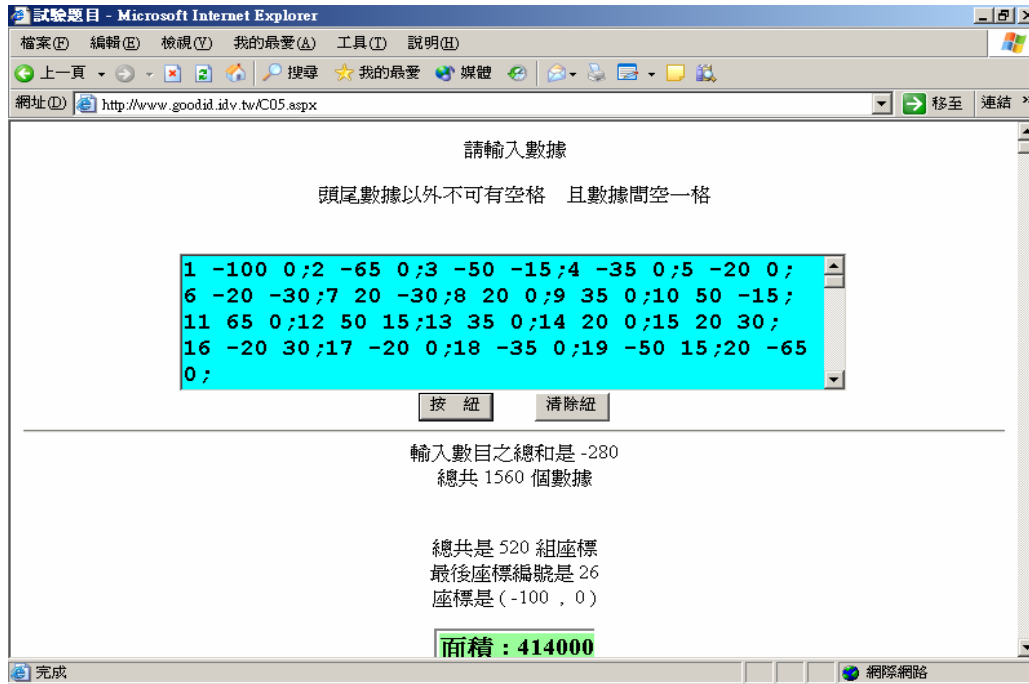 試驗題目 - Microsoft Internet Explorer
檔案(F) 編輯(E) 檢視(V) 我的最愛(A) 工具(T) 說明(H)
上一頁 搜尋 我的最愛 媒體
網址(D) http://www.goodid.idv.tw/C05.aspx 移至 連結 »
請輸入數據
頭尾數據以外不可有空格 且數據間空一格
1 -100 0;2 -65 0;3 -50 -15;4 -35 0;5 -20 0;
6 -20 -30;7 20 -30;8 20 0;9 35 0;10 50 -15;
11 65 0;12 50 15;13 35 0;14 20 0;15 20 30;
16 -20 30;17 -20 0;18 -35 0;19 -50 15;20 -65
0;
按 紐 清除紐
輸入數目之總和是 -280
總共 1560 個數據
總共是 520 組座標
最後座標編號是 26
座標是 ( -100 , 0 )
面積：414000
完成 網際網路